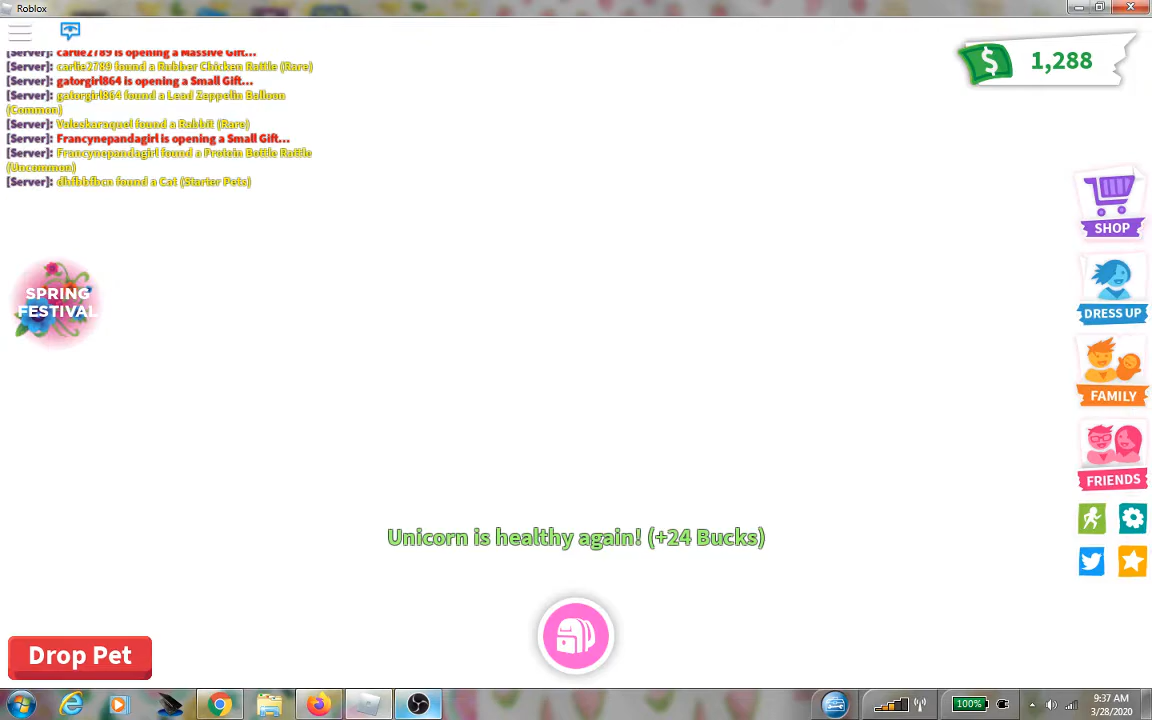 Roblox
[Server]: carlie2789 is opening a Massive Gift...
[Server]: carlie2789 found a Rubber Chicken Rattle (Rare)
[Server]: gatorgirl864 is opening a Small Gift...
[Server]: gatorgirl864 found a Lead Zeppelin Balloon
(Common)
[Server]: Valeskaraquel found a Rabbit (Rare)
[Server]: Francynepandagirl is opening a Small Gift...
[Server]: Francynepandagirl found a Protein Bottle Rattle
(Uncommon)
[Server]: dhfbbfbcn found a Cat (Starter Pets)
1,288
SHOP
SPRING
FESTIVAL
DRESS UP
FAMILY
FRIENDS
Unicorn is healthy again! (+24 Bucks)
Drop Pet
100%
9:37 AM
3/28/2020